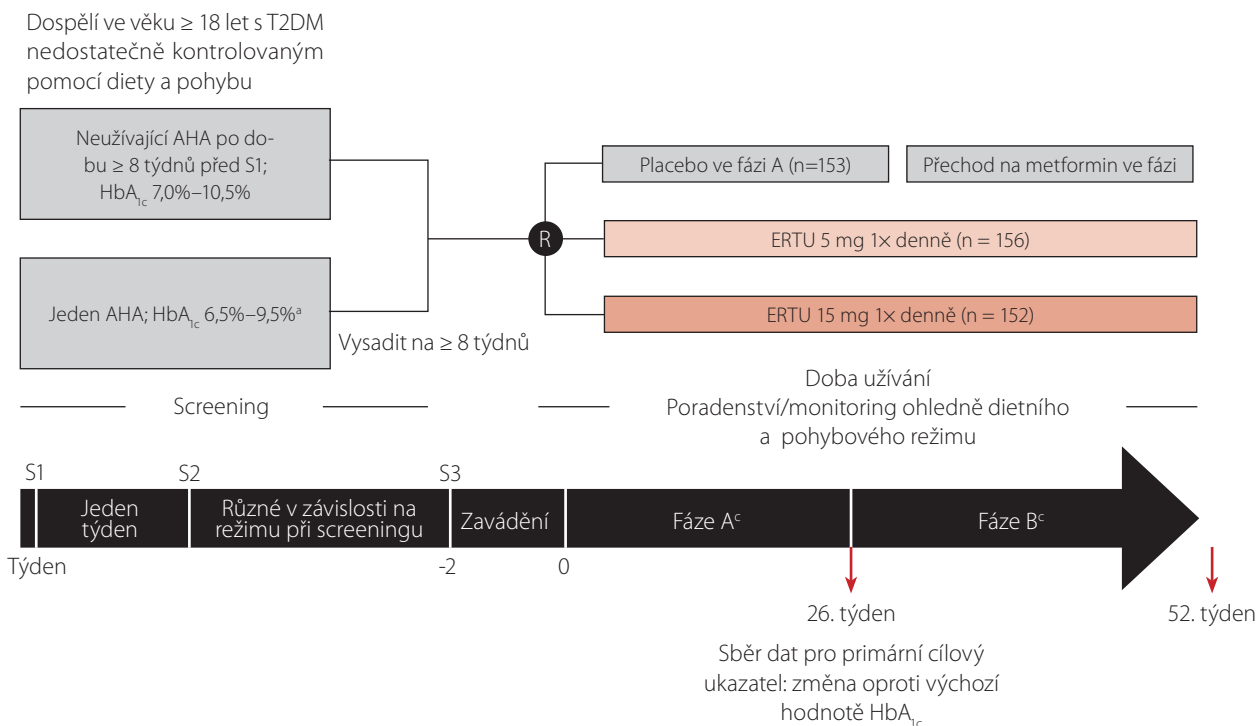 Dospělí ve věku ≥ 18 let s T2DM
nedostatečně kontrolovaným
pomocí diety a pohybu
Neužívající AHA po do-
bu ≥ 8 týdnů před S1;
HbA1c 7,0%–10,5%
Jeden AHA; HbA1c 6,5%–9,5%a
Vysadit na ≥ 8 týdnů
R
Placebo ve fázi A (n=153)
Přechod na metformin ve fázi
ERTU 5 mg 1× denně (n = 156)
ERTU 15 mg 1× denně (n = 152)
Screening
Doba užívání
Poradenství/monitoring ohledně dietního
a pohybového režimu
S1
S2
S3
Jeden
týden
Různé v závislosti na
režimu při screeningu
Zavádění
Fáze Ac
Fáze Bc
Týden
-2
0
26. týden
52. týden
Sběr dat pro primární cílový
ukazatel: změna oproti výchozí
hodnotě HbA1c